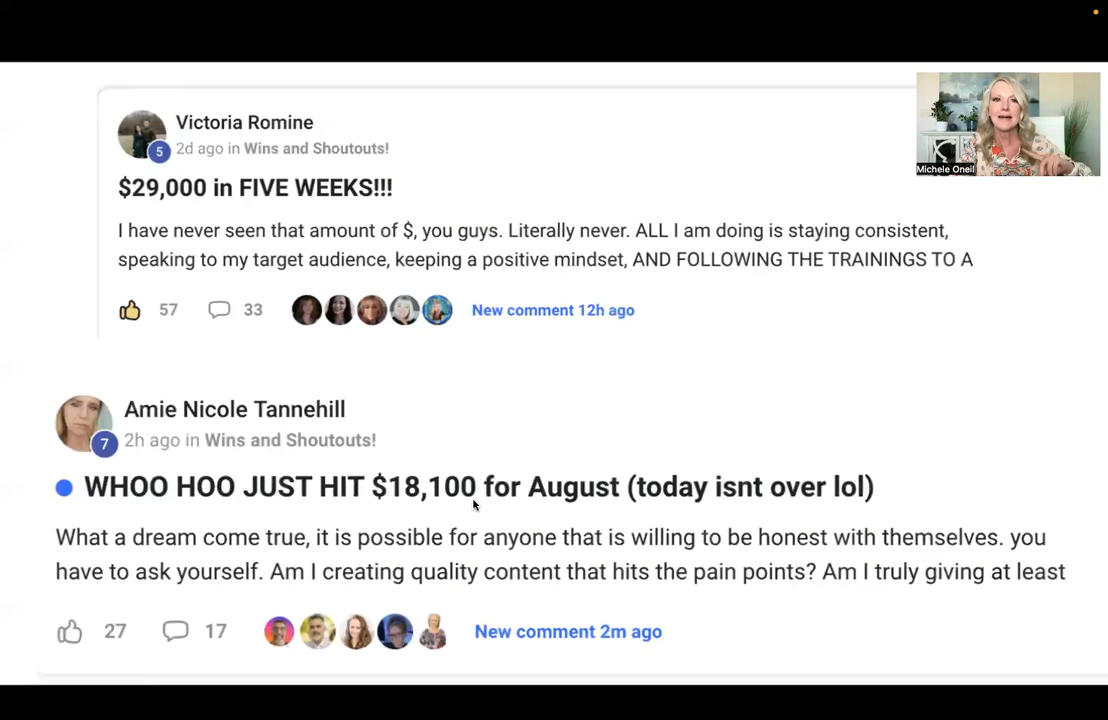 Victoria Romine
5
2d ago in Wins and Shoutouts!
$29,000 in FIVE WEEKS!!!
I have never seen that amount of $, you guys. Literally never. ALL I am doing is staying consistent,
speaking to my target audience, keeping a positive mindset, AND FOLLOWING THE TRAININGS TO A
57
33
New comment 12h ago
Michele Oneil
Amie Nicole Tannehill
7
2h ago in Wins and Shoutouts!
WHOO HOO JUST HIT $18,100 for August (today isnt over lol)
What a dream come true, it is possible for anyone that is willing to be honest with themselves. you
have to ask yourself. Am I creating quality content that hits the pain points? Am I truly giving at least
27
17
New comment 2m ago